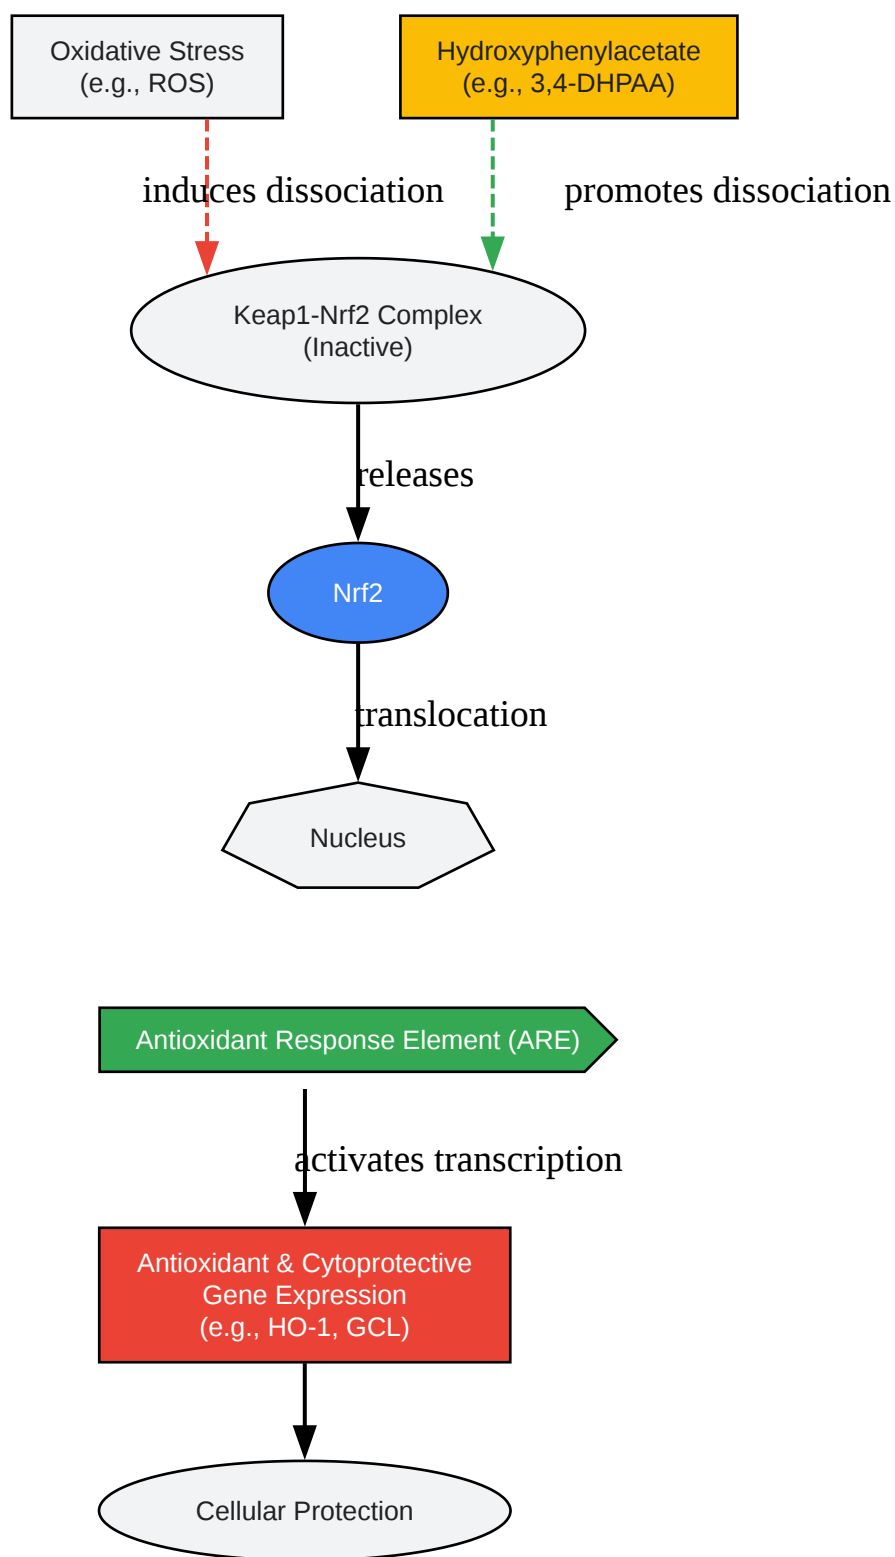 Oxidative Stress
(e.g., ROS)
Hydroxyphenylacetate
(e.g., 3,4-DHPAA)
induces dissociation
promotes dissociation
Keap1-Nrf2 Complex
(Inactive)
releases
Nrf2
translocation
Nucleus
Antioxidant Response Element (ARE)
activates transcription
Antioxidant & Cytoprotective
Gene Expression
(e.g., HO-1, GCL)
Cellular Protection